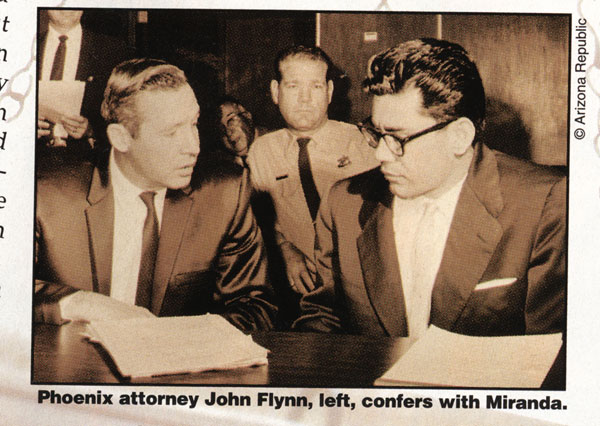 t
n
y
n
d
–
e
n
© Arizona Republic
Phoenix attorney John Flynn, left, confers with Miranda.